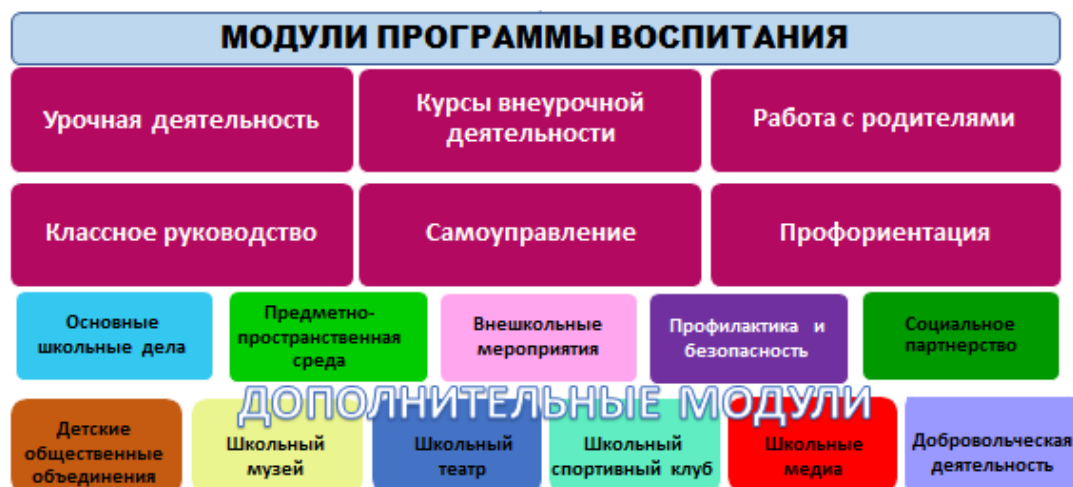 МОДУЛИ ПРОГРАММЫ ВОСПИТАНИЯ
Урочная деятельность
Курсы внеурочной
деятельности
Работа с родителями
Классное руководство
Самоуправление
Профориентация
Основные
школьные дела
Предметно-
пространственная
среда
Внешкольные
мероприятия
Профилактика и
безопасность
Социальное
партнерство
ДОПОЛНИТЕЛЬНЫЕ МОДУЛИ
Детские
общественные
объединения
Школьный
музей
Школьный
театр
Школьный
спортивный клуб
Школьные
медиа
Добровольческая
деятельность